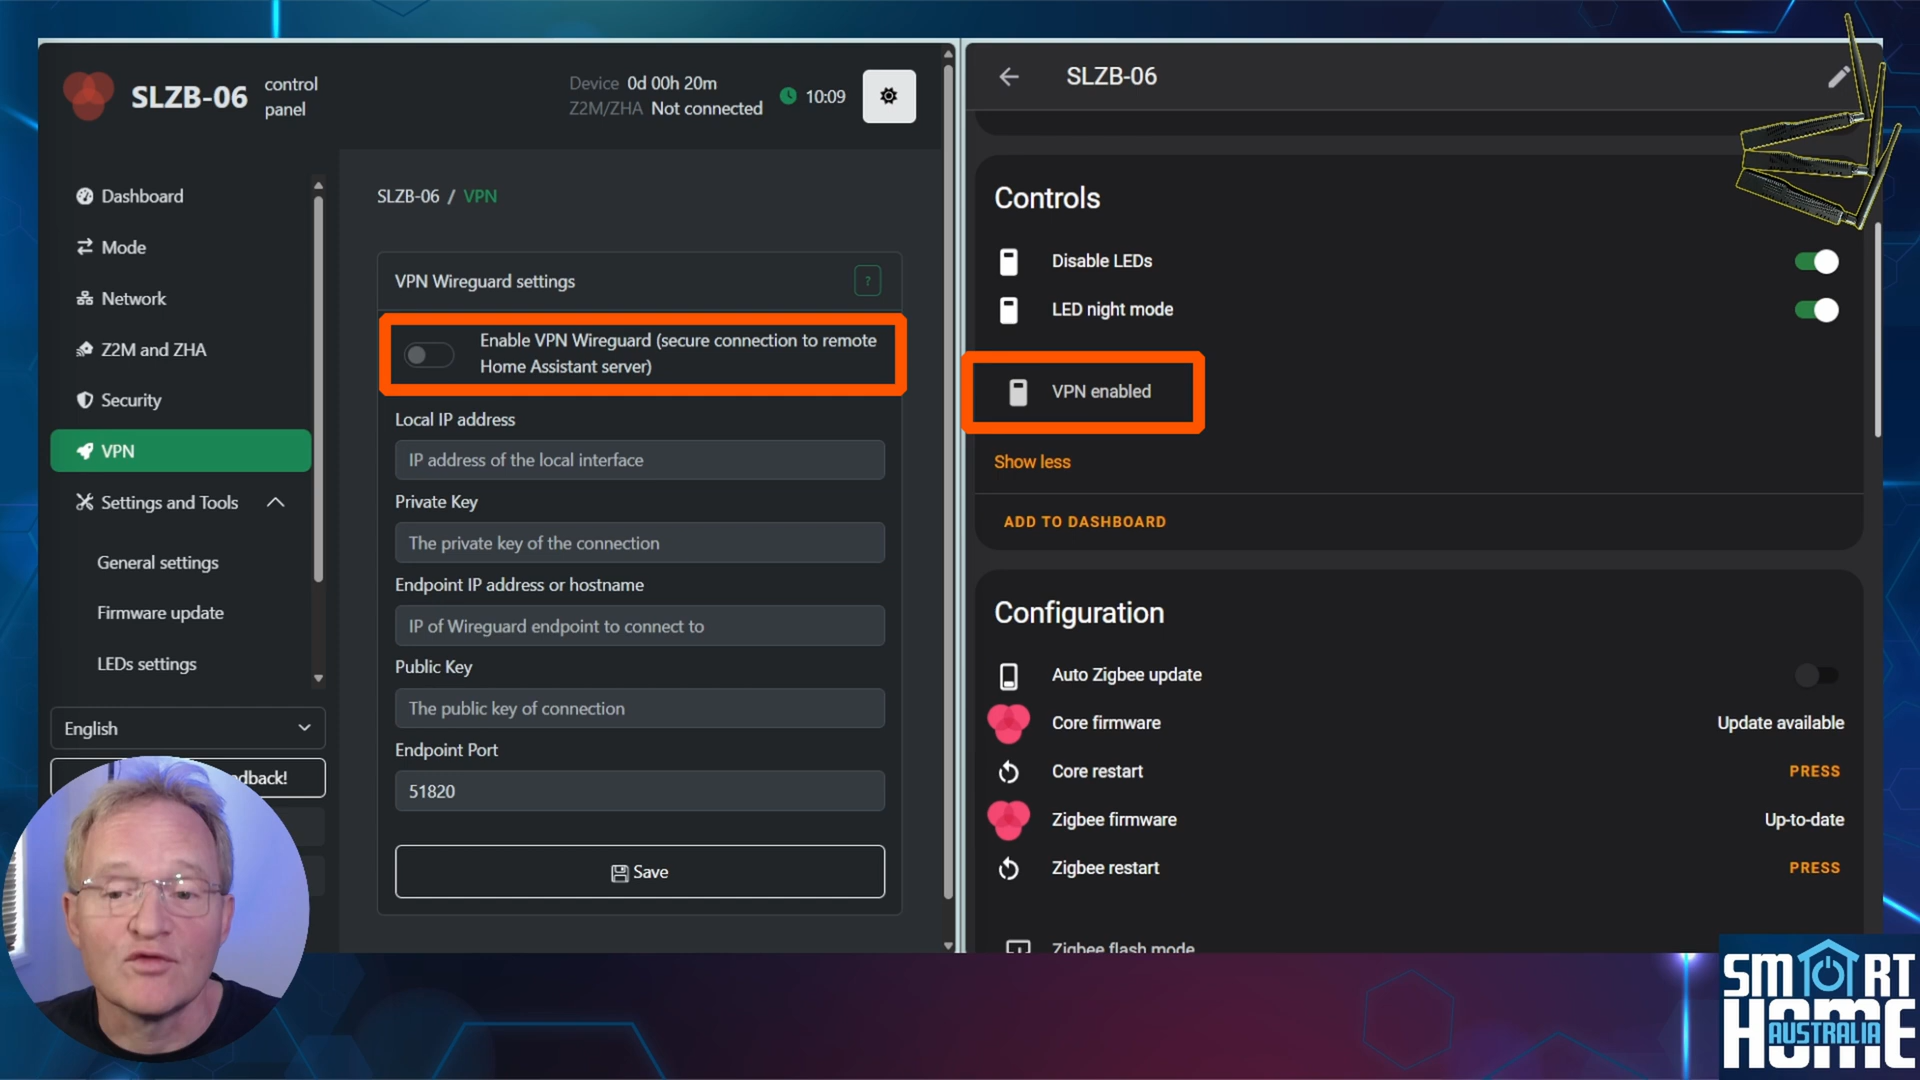 SLZB-06
control
panel
Device 0d 00h 20m
Z2M/ZHA Not connected
10:09
Dashboard
Mode
Network
Z2M and ZHA
Security
VPN
Settings and Tools
General settings
Firmware update
LEDs settings
English
dback!
SLZB-06 / VPN
VPN Wireguard settings
?
Enable VPN Wireguard (secure connection to remote
Home Assistant server)
Local IP address
IP address of the local interface
Private Key
The private key of the connection
Endpoint IP address or hostname
IP of Wireguard endpoint to connect to
Public Key
The public key of connection
Endpoint Port
51820
Save
SLZB-06
Controls
Disable LEDs
LED night mode
VPN enabled
Show less
ADD TO DASHBOARD
Configuration
Auto Zigbee update
Core firmware
Update available
Core restart
PRESS
Zigbee firmware
Up-to-date
Zigbee restart
PRESS
Zigbee flash mode
SMART
HOME
AUSTRALIA